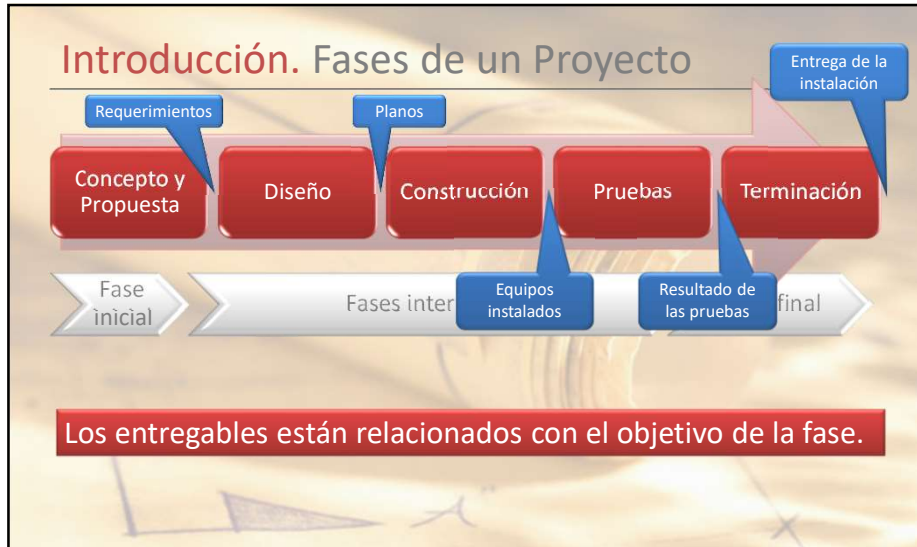 Introducción. Fases de un Proyecto
Entrega de la
instalación
Requerimientos
Planos
Concepto y
Propuesta
Diseño
Construcción
Pruebas
Terminación
Fase
inicial
Fases inter
Equipos
instalados
Resultado de
las pruebas
final
Los entregables están relacionados con el objetivo de la fase.